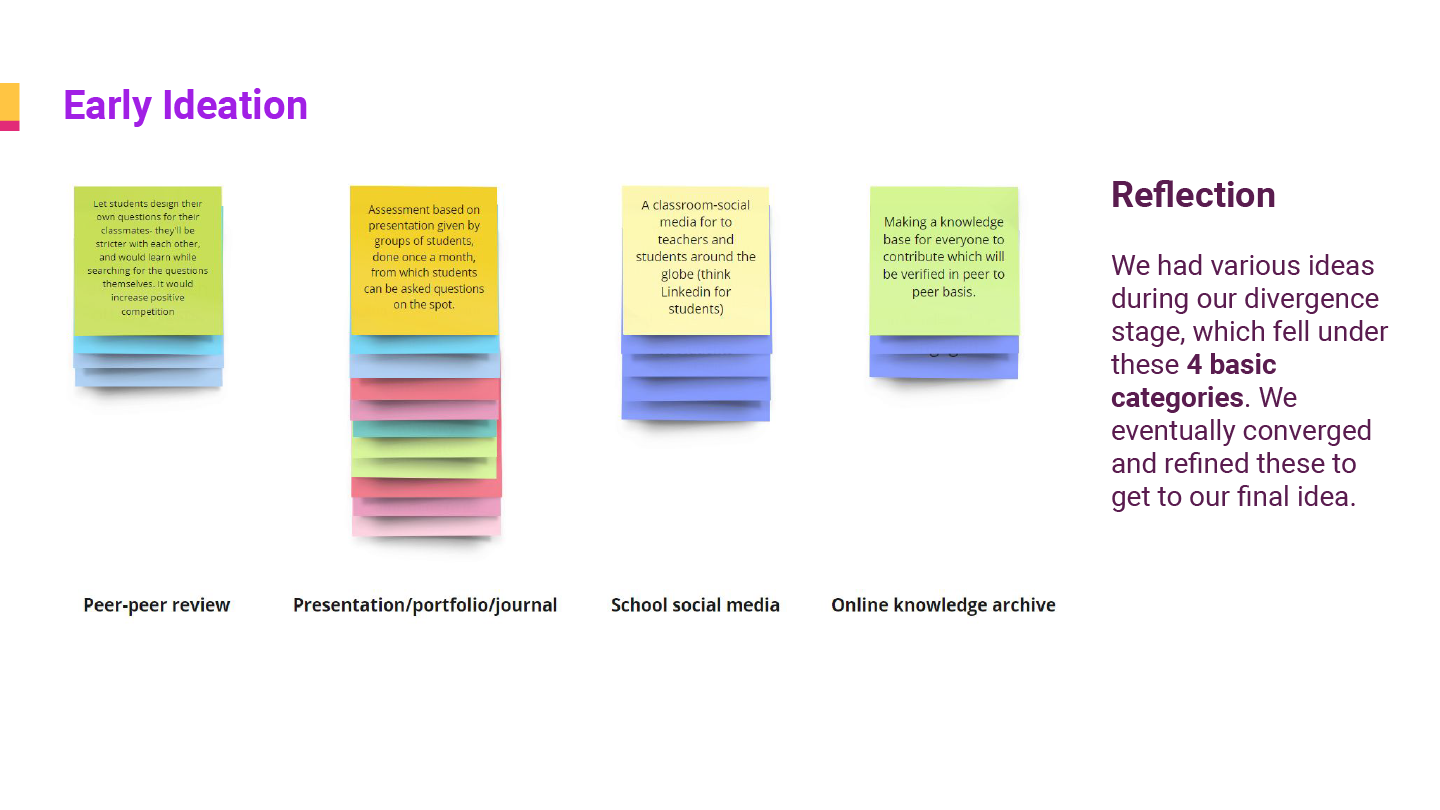 Early Ideation
Let students design their
own questions for their
classmates- they'll be
stricter with each other,
and would learn while
searching for the questions
themselves. It would
increase positive
competition
Peer-peer review
Assessment based on
presentation given by
groups of students,
done once a month,
from which students
can be asked questions
on the spot.
Presentation/portfolio/journal
A classroom-social
media for to
teachers and
students around the
globe (think
Linkedin for
students)
School social media
Making a knowledge
base for everyone to
contribute which will
be verified in peer to
peer basis.
Online knowledge archive
Reflection
We had various ideas
during our divergence
stage, which fell under
these 4 basic
categories. We
eventually converged
and refined these to
get to our final idea.